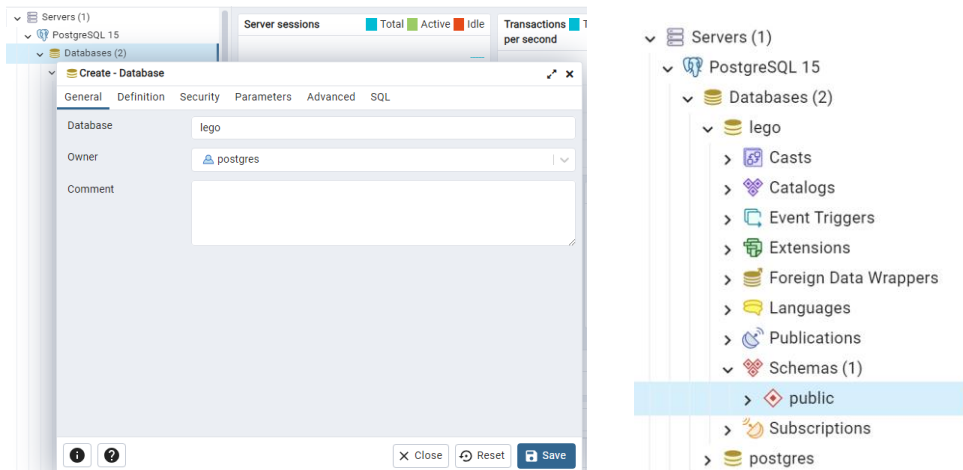 Servers (1)
PostgreSQL 15
Databases (2)
Server sessions
Total Active Idle
Transactions
per second
Create - Database
General Definition Security Parameters Advanced SQL
Database
lego
Owner
postgres
Comment
Close Reset Save
Servers (1)
PostgreSQL 15
Databases (2)
lego
Casts
Catalogs
Event Triggers
Extensions
Foreign Data Wrappers
Languages
Publications
Schemas (1)
public
Subscriptions
postgres